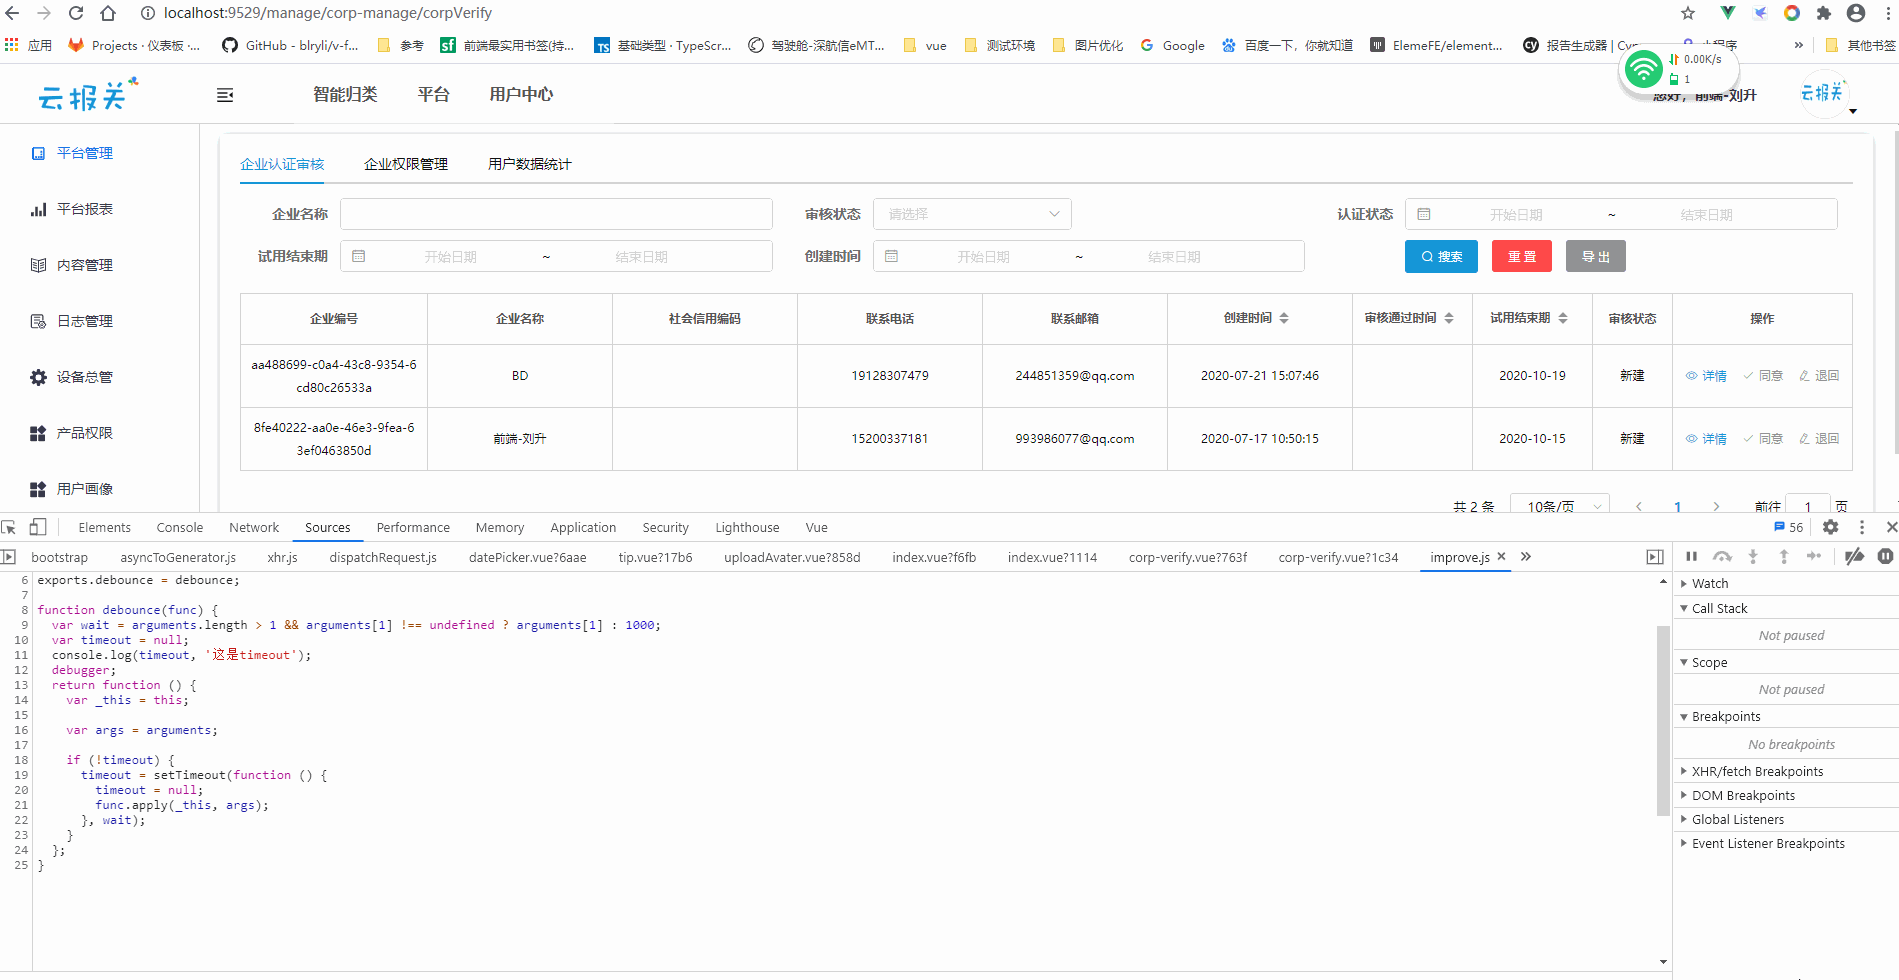 localhost:9529/manage/corp-manage/corpVerify
应用 Projects · 仪表板 ·... GitHub - blryli/v-f... 参考 sf 前端最实用书签(持... TS 基础类型 · TypeScr... 驾驶舱-深航信eMT... vue 测试环境 图片优化 Google 百度一下，你就知道 ElemeFE/element... cy 报告生成器 | 小程序 » 其他书签
0.00K/s
1
云报关 智能归类 平台 用户中心 您好，前端-刘升 云报关
平台管理
平台报表
内容管理
日志管理
设备总管
产品权限
用户画像
企业认证审核 企业权限管理 用户数据统计
企业名称 审核状态 请选择 认证状态 开始日期 ~ 结束日期
试用结束期 开始日期 ~ 结束日期 创建时间 开始日期 ~ 结束日期 搜索 重 置 导 出
企业编号 企业名称 社会信用编码 联系电话 联系邮箱 创建时间 审核通过时间 试用结束期 审核状态 操作
aa488699-c0a4-43c8-9354-6
cd80c26533a
BD 19128307479 244851359@qq.com 2020-07-21 15:07:46 2020-10-19 新建 详情 同意 退回
8fe40222-aa0e-46e3-9fea-6
3ef0463850d
前端-刘升 15200337181 993986077@qq.com 2020-07-17 10:50:15 2020-10-15 新建 详情 同意 退回
共 2 条 10条/页 1 前往 1 页
Elements Console Network Sources Performance Memory Application Security Lighthouse Vue 56
bootstrap asyncToGenerator.js xhr.js dispatchRequest.js datePicker.vue?6aae tip.vue?17b6 uploadAvater.vue?858d index.vue?f6fb index.vue?1114 corp-verify.vue?763f corp-verify.vue?1c34 improve.js × »
6 exports.debounce = debounce;
7
8 function debounce(func) {
9 var wait = arguments.length > 1 && arguments[1] !== undefined ? arguments[1] : 1000;
10 var timeout = null;
11 console.log(timeout, '这是timeout');
12 debugger;
13 return function () {
14 var _this = this;
15
16 var args = arguments;
17
18 if (!timeout) {
19 timeout = setTimeout(function () {
20 timeout = null;
21 func.apply(_this, args);
22 }, wait);
23 }
24 };
25 }
Watch
Call Stack
Not paused
Scope
Not paused
Breakpoints
No breakpoints
XHR/fetch Breakpoints
DOM Breakpoints
Global Listeners
Event Listener Breakpoints